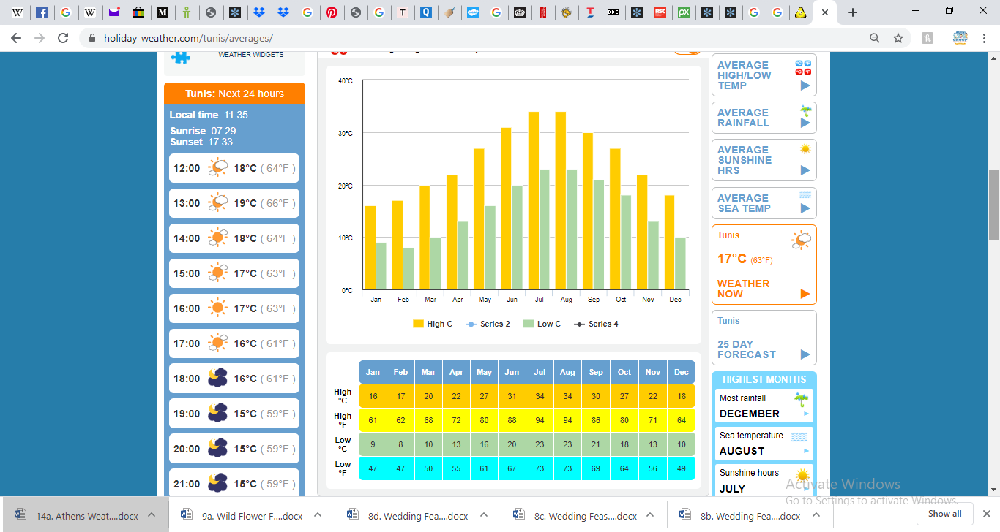 holiday-weather.com/tunis/averages/
WEATHER WIDGETS
Tunis: Next 24 hours
Local time: 11:35
Sunrise: 07:29
Sunset: 17:33
12:00 18°C ( 64°F )
13:00 19°C ( 66°F )
14:00 18°C ( 64°F )
15:00 17°C ( 63°F )
16:00 17°C ( 63°F )
17:00 16°C ( 61°F )
18:00 16°C ( 61°F )
19:00 15°C ( 59°F )
20:00 15°C ( 59°F )
21:00 15°C ( 59°F )
40°C
30°C
20°C
10°C
0°C
Jan Feb Mar Apr May Jun Jul Aug Sep Oct Nov Dec
High C Series 2 Low C Series 4
Jan Feb Mar Apr May Jun Jul Aug Sep Oct Nov Dec
High °C 16 17 20 22 27 31 34 34 30 27 22 18
High °F 61 62 68 72 80 88 94 94 86 80 71 64
Low °C 9 8 10 13 16 20 23 23 21 18 13 10
Low °F 47 47 50 55 61 67 73 73 69 64 56 49
AVERAGE
HIGH/LOW
TEMP
AVERAGE
RAINFALL
AVERAGE
SUNSHINE
HRS
AVERAGE
SEA TEMP
Tunis
17°C (63°F)
WEATHER
NOW
Tunis
25 DAY
FORECAST
HIGHEST MONTHS
Most rainfall
DECEMBER
Sea temperature
AUGUST
Sunshine hours
JULY
Activate Windows
Go to Settings to activate Windows.
14a. Athens Weat....docx
9a. Wild Flower F....docx
8d. Wedding Fea....docx
8c. Wedding Feas....docx
8b. Wedding Fea....docx
Show all